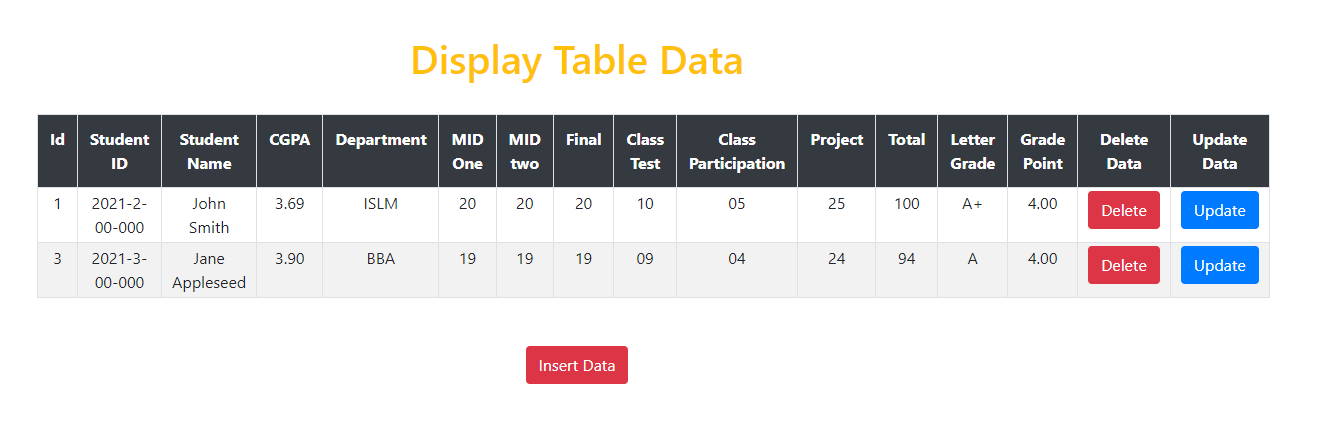 Display Table Data
Id Student ID Student Name CGPA Department MID One MID two Final Class Test Class Participation Project Total Letter Grade Grade Point Delete Data Update Data
1 2021-2-00-000 John Smith 3.69 ISLM 20 20 20 10 05 25 100 A+ 4.00 Delete Update
3 2021-3-00-000 Jane Appleseed 3.90 BBA 19 19 19 09 04 24 94 A 4.00 Delete Update
Insert Data